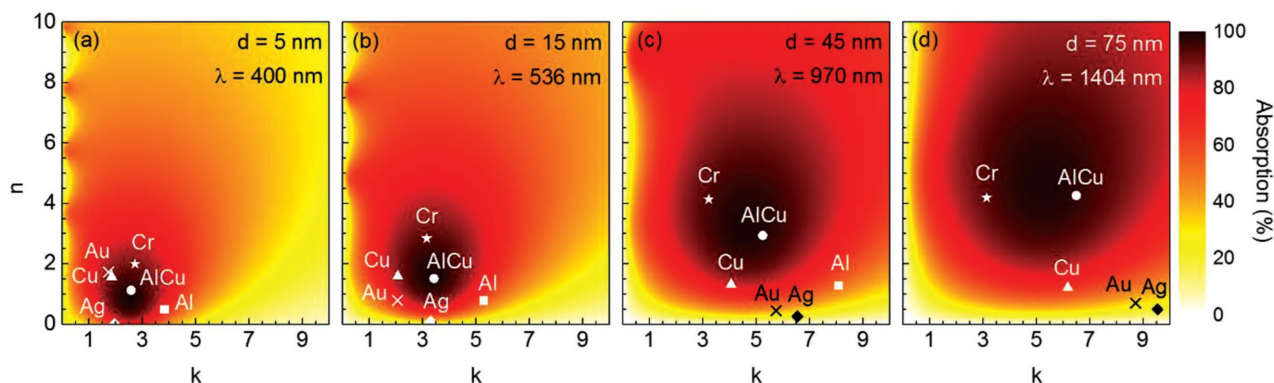 10
8
6
4
2
0
n
(a)
d = 5 nm
λ = 400 nm
Au
Cr
Cu
AlCu
Ag
Al
1 3 5 7 9
k
(b)
d = 15 nm
λ = 536 nm
Cr
Cu
AlCu
Au
Al
Ag
1 3 5 7 9
k
(c)
d = 45 nm
λ = 970 nm
Cr
AlCu
Cu
Al
Au
Ag
1 3 5 7 9
k
(d)
d = 75 nm
λ = 1404 nm
Cr
AlCu
Cu
Au
Ag
1 3 5 7 9
k
100
80
60
40
20
0
Absorption (%)